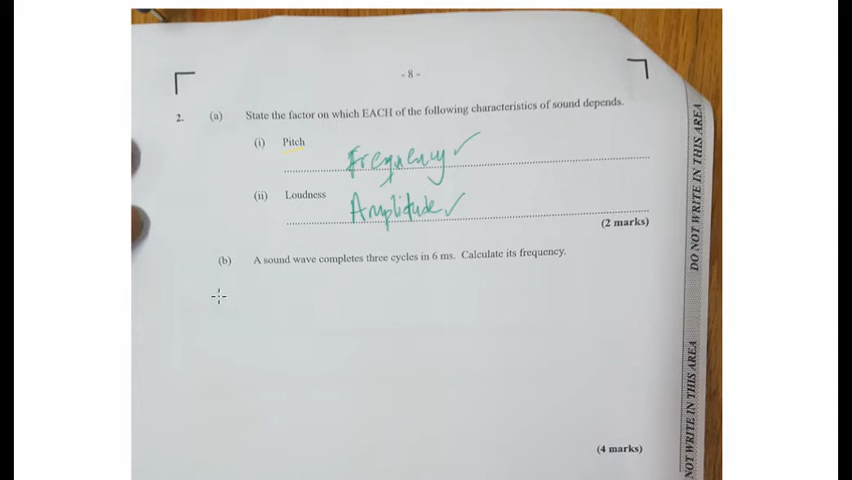 - 8 -
2. (a) State the factor on which EACH of the following characteristics of sound depends.
(i) Pitch
Frequency ✓
(ii) Loudness
Amplitude ✓
(2 marks)
(b) A sound wave completes three cycles in 6 ms. Calculate its frequency.
(4 marks)
DO NOT WRITE IN THIS AREA
NOT WRITE IN THIS AREA